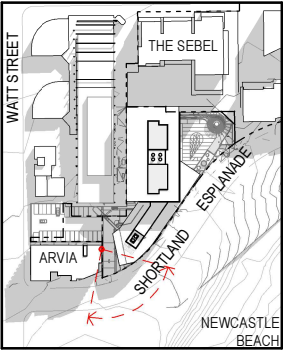 WATT STREET
THE SEBEL
SHORTLAND ESPLANADE
ARVIA
NEWCASTLE
BEACH